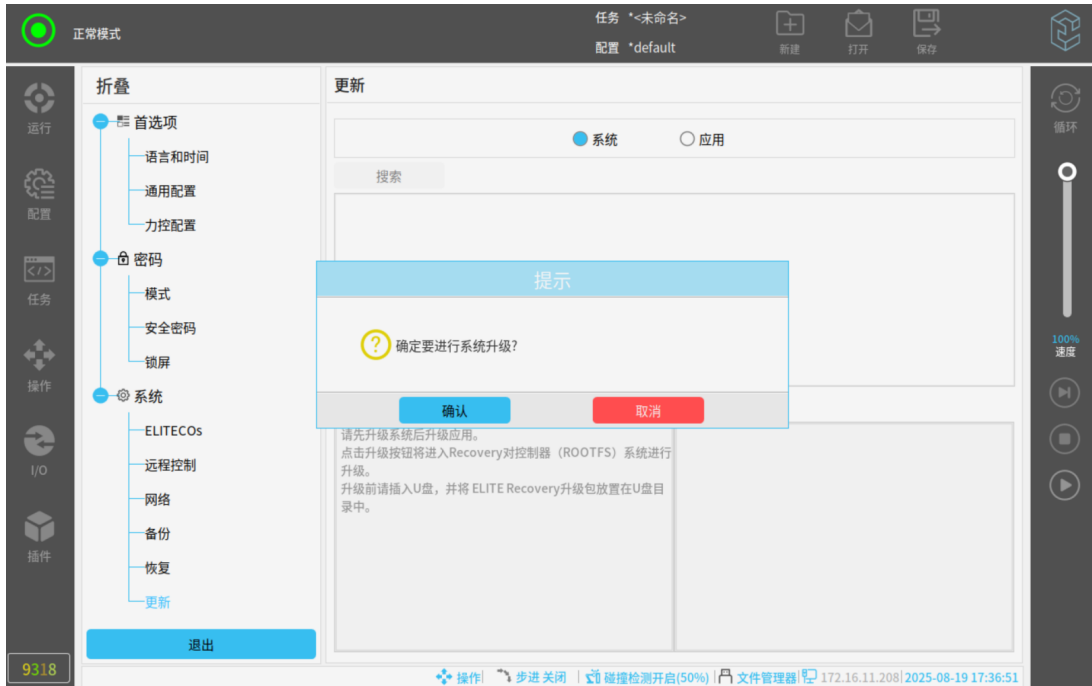 正常模式
任务 *<未命名>
配置 *default
新建
打开
保存
运行
配置
任务
操作
I/O
插件
9318
折叠
首选项
语言和时间
通用配置
力控配置
密码
模式
安全密码
锁屏
系统
ELITECOs
远程控制
网络
备份
恢复
更新
退出
更新
系统
应用
搜索
提示
确定要进行系统升级?
确认
取消
请先升级系统后升级应用。
点击升级按钮将进入Recovery对控制器（ROOTFS）系统进行
升级。
升级前请插入U盘，并将 ELITE Recovery升级包放置在U盘目
录中。
循环
100%
速度
操作 步进 关闭 碰撞检测开启(50%) 文件管理器 172.16.11.208 2025-08-19 17:36:51